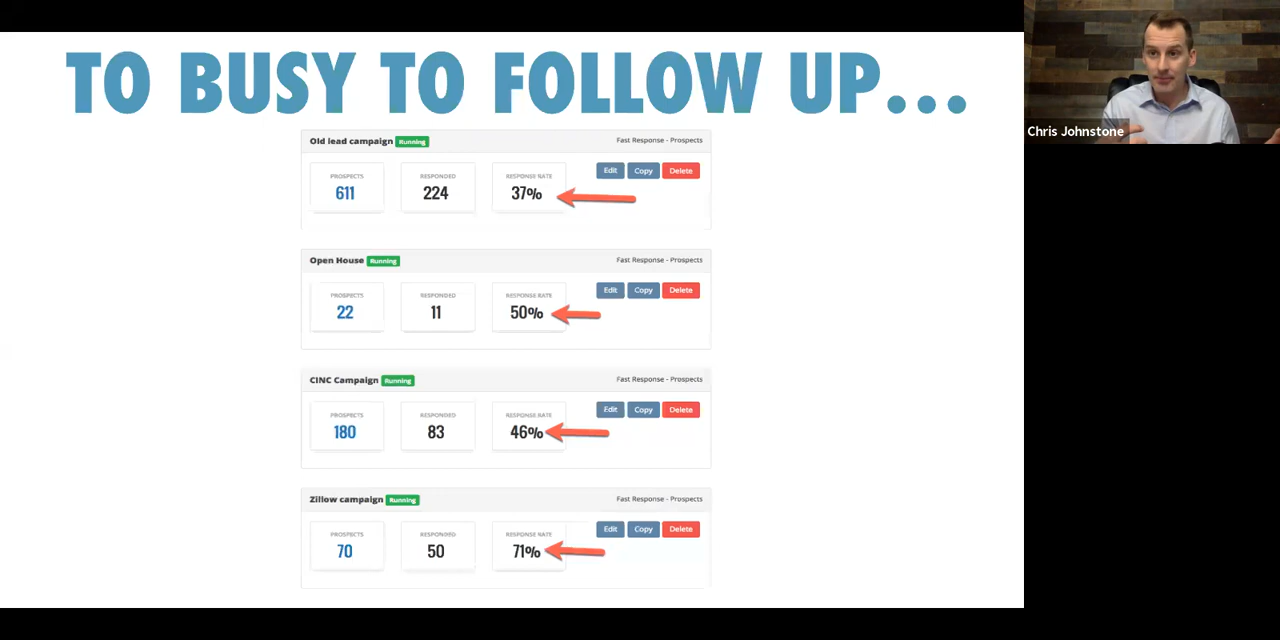 TO BUSY TO FOLLOW UP...
Chris Johnstone
Old lead campaign Running Fast Response - Prospects
PROSPECTS RESPONDED RESPONSE RATE Edit Copy Delete
611 224 37%
Open House Running Fast Response - Prospects
PROSPECTS RESPONDED RESPONSE RATE Edit Copy Delete
22 11 50%
CINC Campaign Running Fast Response - Prospects
PROSPECTS RESPONDED RESPONSE RATE Edit Copy Delete
180 83 46%
Zillow campaign Running Fast Response - Prospects
PROSPECTS RESPONDED RESPONSE RATE Edit Copy Delete
70 50 71%